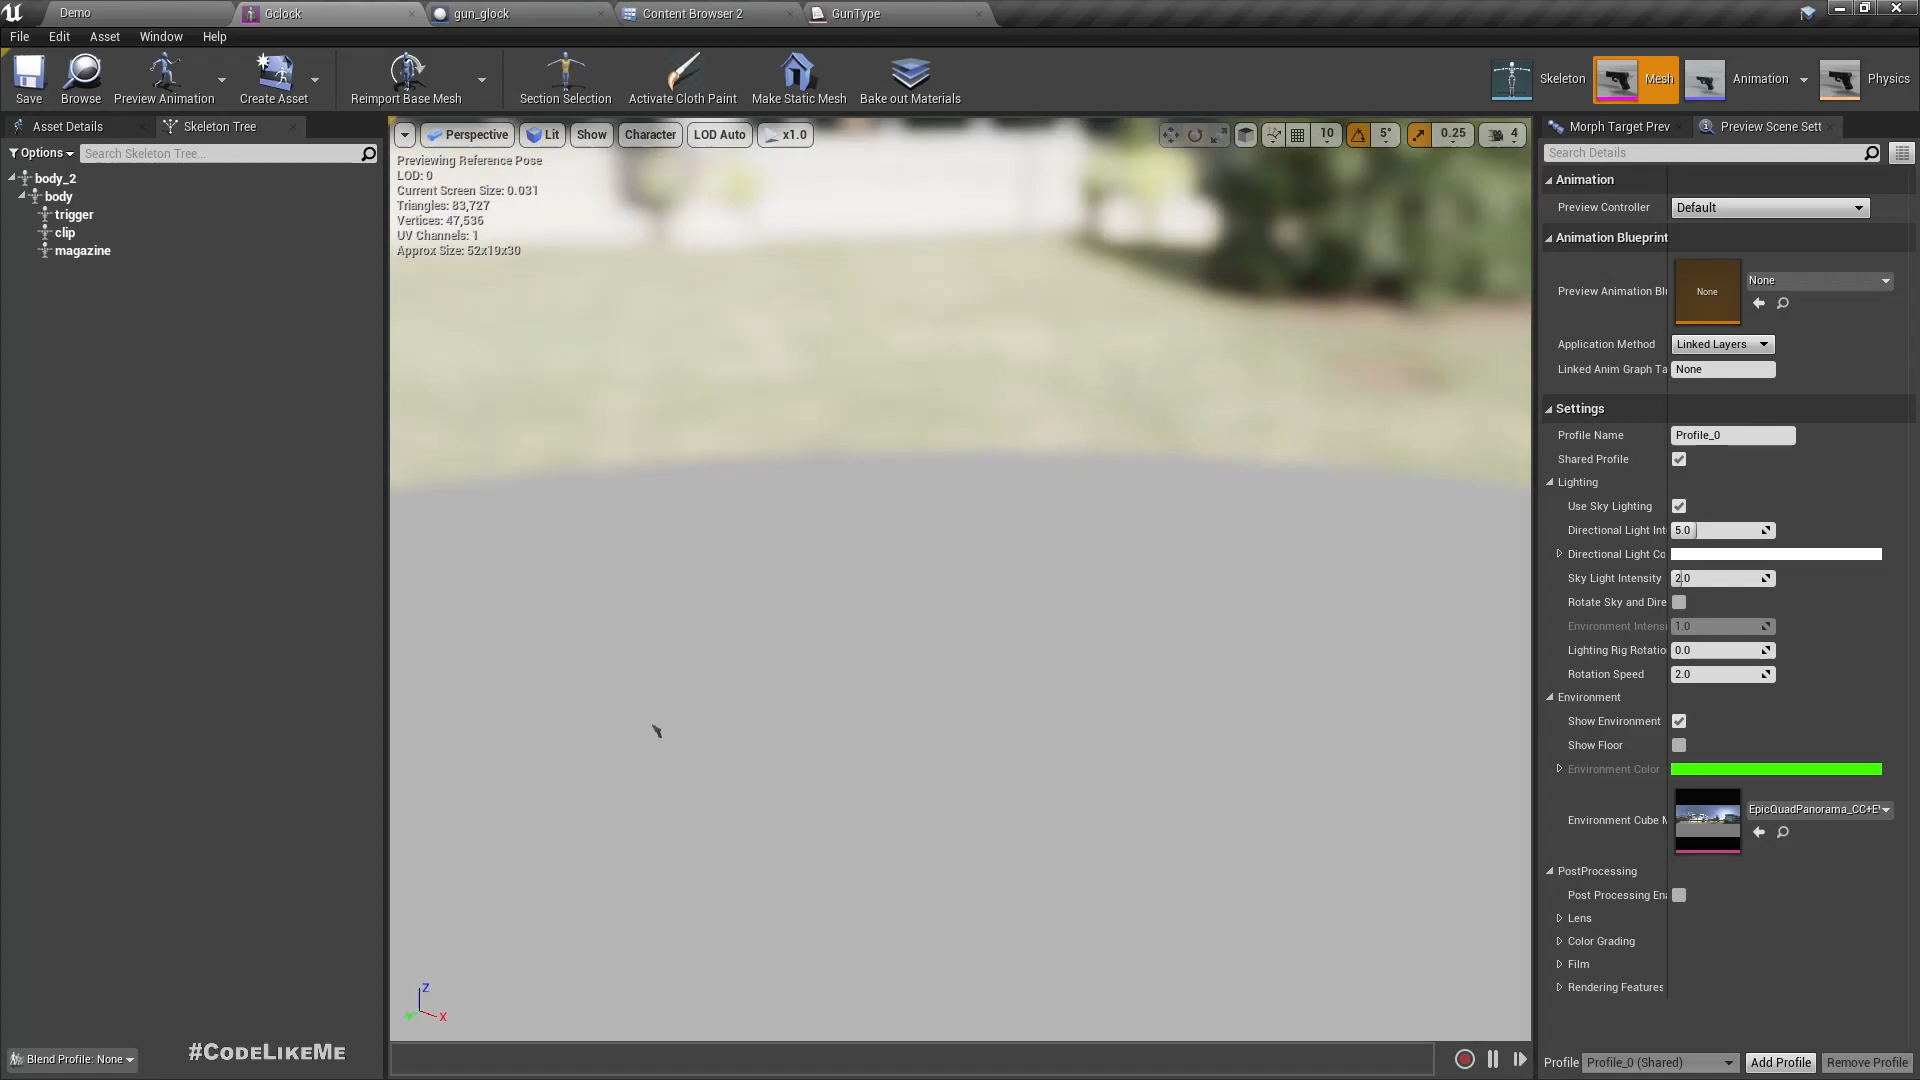 Demo
Gclock
gun_glock
Content Browser 2
GunType
File
Edit
Asset
Window
Help
Save
Browse
Preview Animation
Create Asset
Reimport Base Mesh
Section Selection
Activate Cloth Paint
Make Static Mesh
Bake out Materials
Skeleton
Mesh
Animation
Physics
Asset Details
Skeleton Tree
Options
Search Skeleton Tree...
body_2
body
trigger
clip
magazine
Blend Profile: None
#CodeLikeMe
Perspective
Lit
Show
Character
LOD Auto
x1.0
10
5°
0.25
4
Previewing Reference Pose
LOD: 0
Current Screen Size: 0.031
Triangles: 83,727
Vertices: 47,536
UV Channels: 1
Approx Size: 52x19x30
Z
X
Morph Target Prev
Preview Scene Sett
Search Details
Animation
Preview Controller
Default
Animation Blueprint
Preview Animation Bl
None
None
Application Method
Linked Layers
Linked Anim Graph Ta
None
Settings
Profile Name
Profile_0
Shared Profile
Lighting
Use Sky Lighting
Directional Light Int
5.0
Directional Light Co
Sky Light Intensity
2.0
Rotate Sky and Dire
Environment Intensi
1.0
Lighting Rig Rotatio
0.0
Rotation Speed
2.0
Environment
Show Environment
Show Floor
Environment Color
Environment Cube M
EpicQuadPanorama_CC+E
PostProcessing
Post Processing Ena
Lens
Color Grading
Film
Rendering Features
Profile
Profile_0 (Shared)
Add Profile
Remove Profile